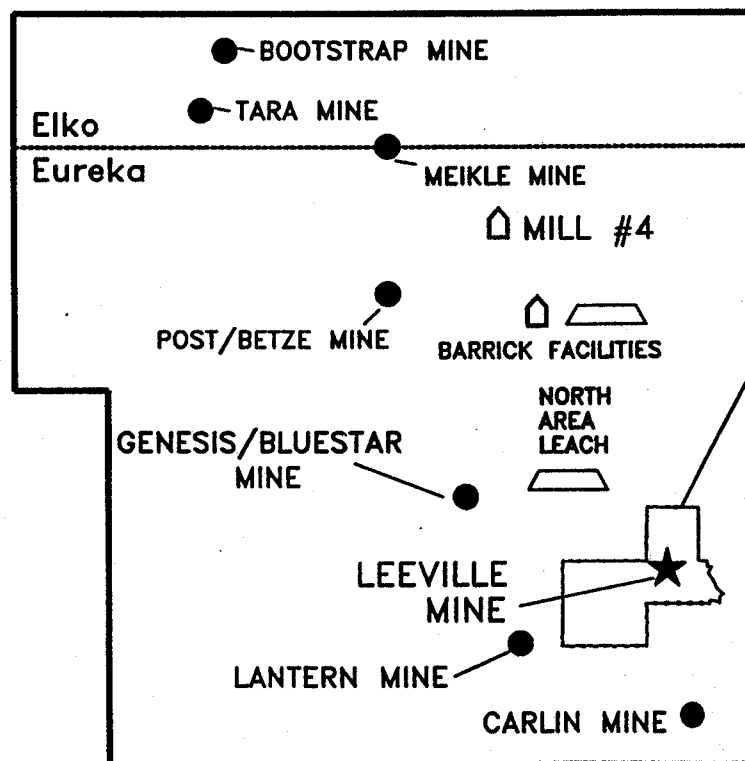 BOOTSTRAP MINE
TARA MINE
Elko
Eureka
MEIKLE MINE
MILL #4
POST/BETZE MINE
BARRICK FACILITIES
NORTH
AREA
LEACH
GENESIS/BLUESTAR
MINE
LEEVILLE
MINE
LANTERN MINE
CARLIN MINE